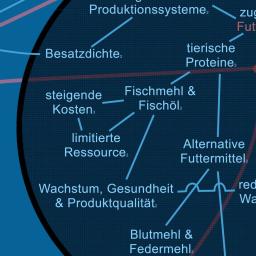 Produktionssysteme
zug
Fut
Besatzdichte
tierische
Proteine
steigende
Kosten
Fischmehl &
Fischöl
limitierte
Ressource
Alternative
Futtermittel
Wachstum, Gesundheit
& Produktqualität
red
Wa
Blutmehl &
Federmehl